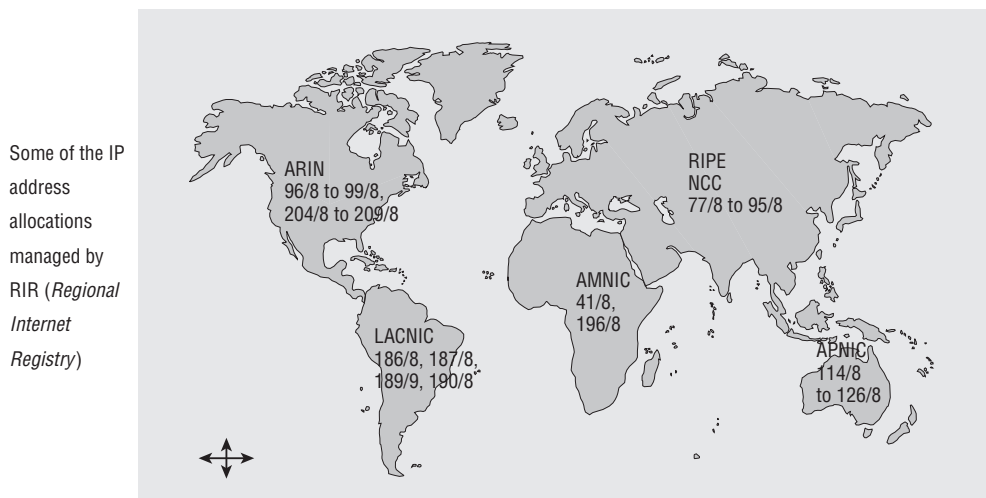 Some of the IP
address
allocations
managed by
RIR (Regional
Internet
Registry)
ARIN
96/8 to 99/8,
204/8 to 209/8
RIPE
NCC
77/8 to 95/8
AMNIC
41/8,
196/8
LACNIC
186/8, 187/8,
189/9, 190/8
APNIC
114/8
to 126/8